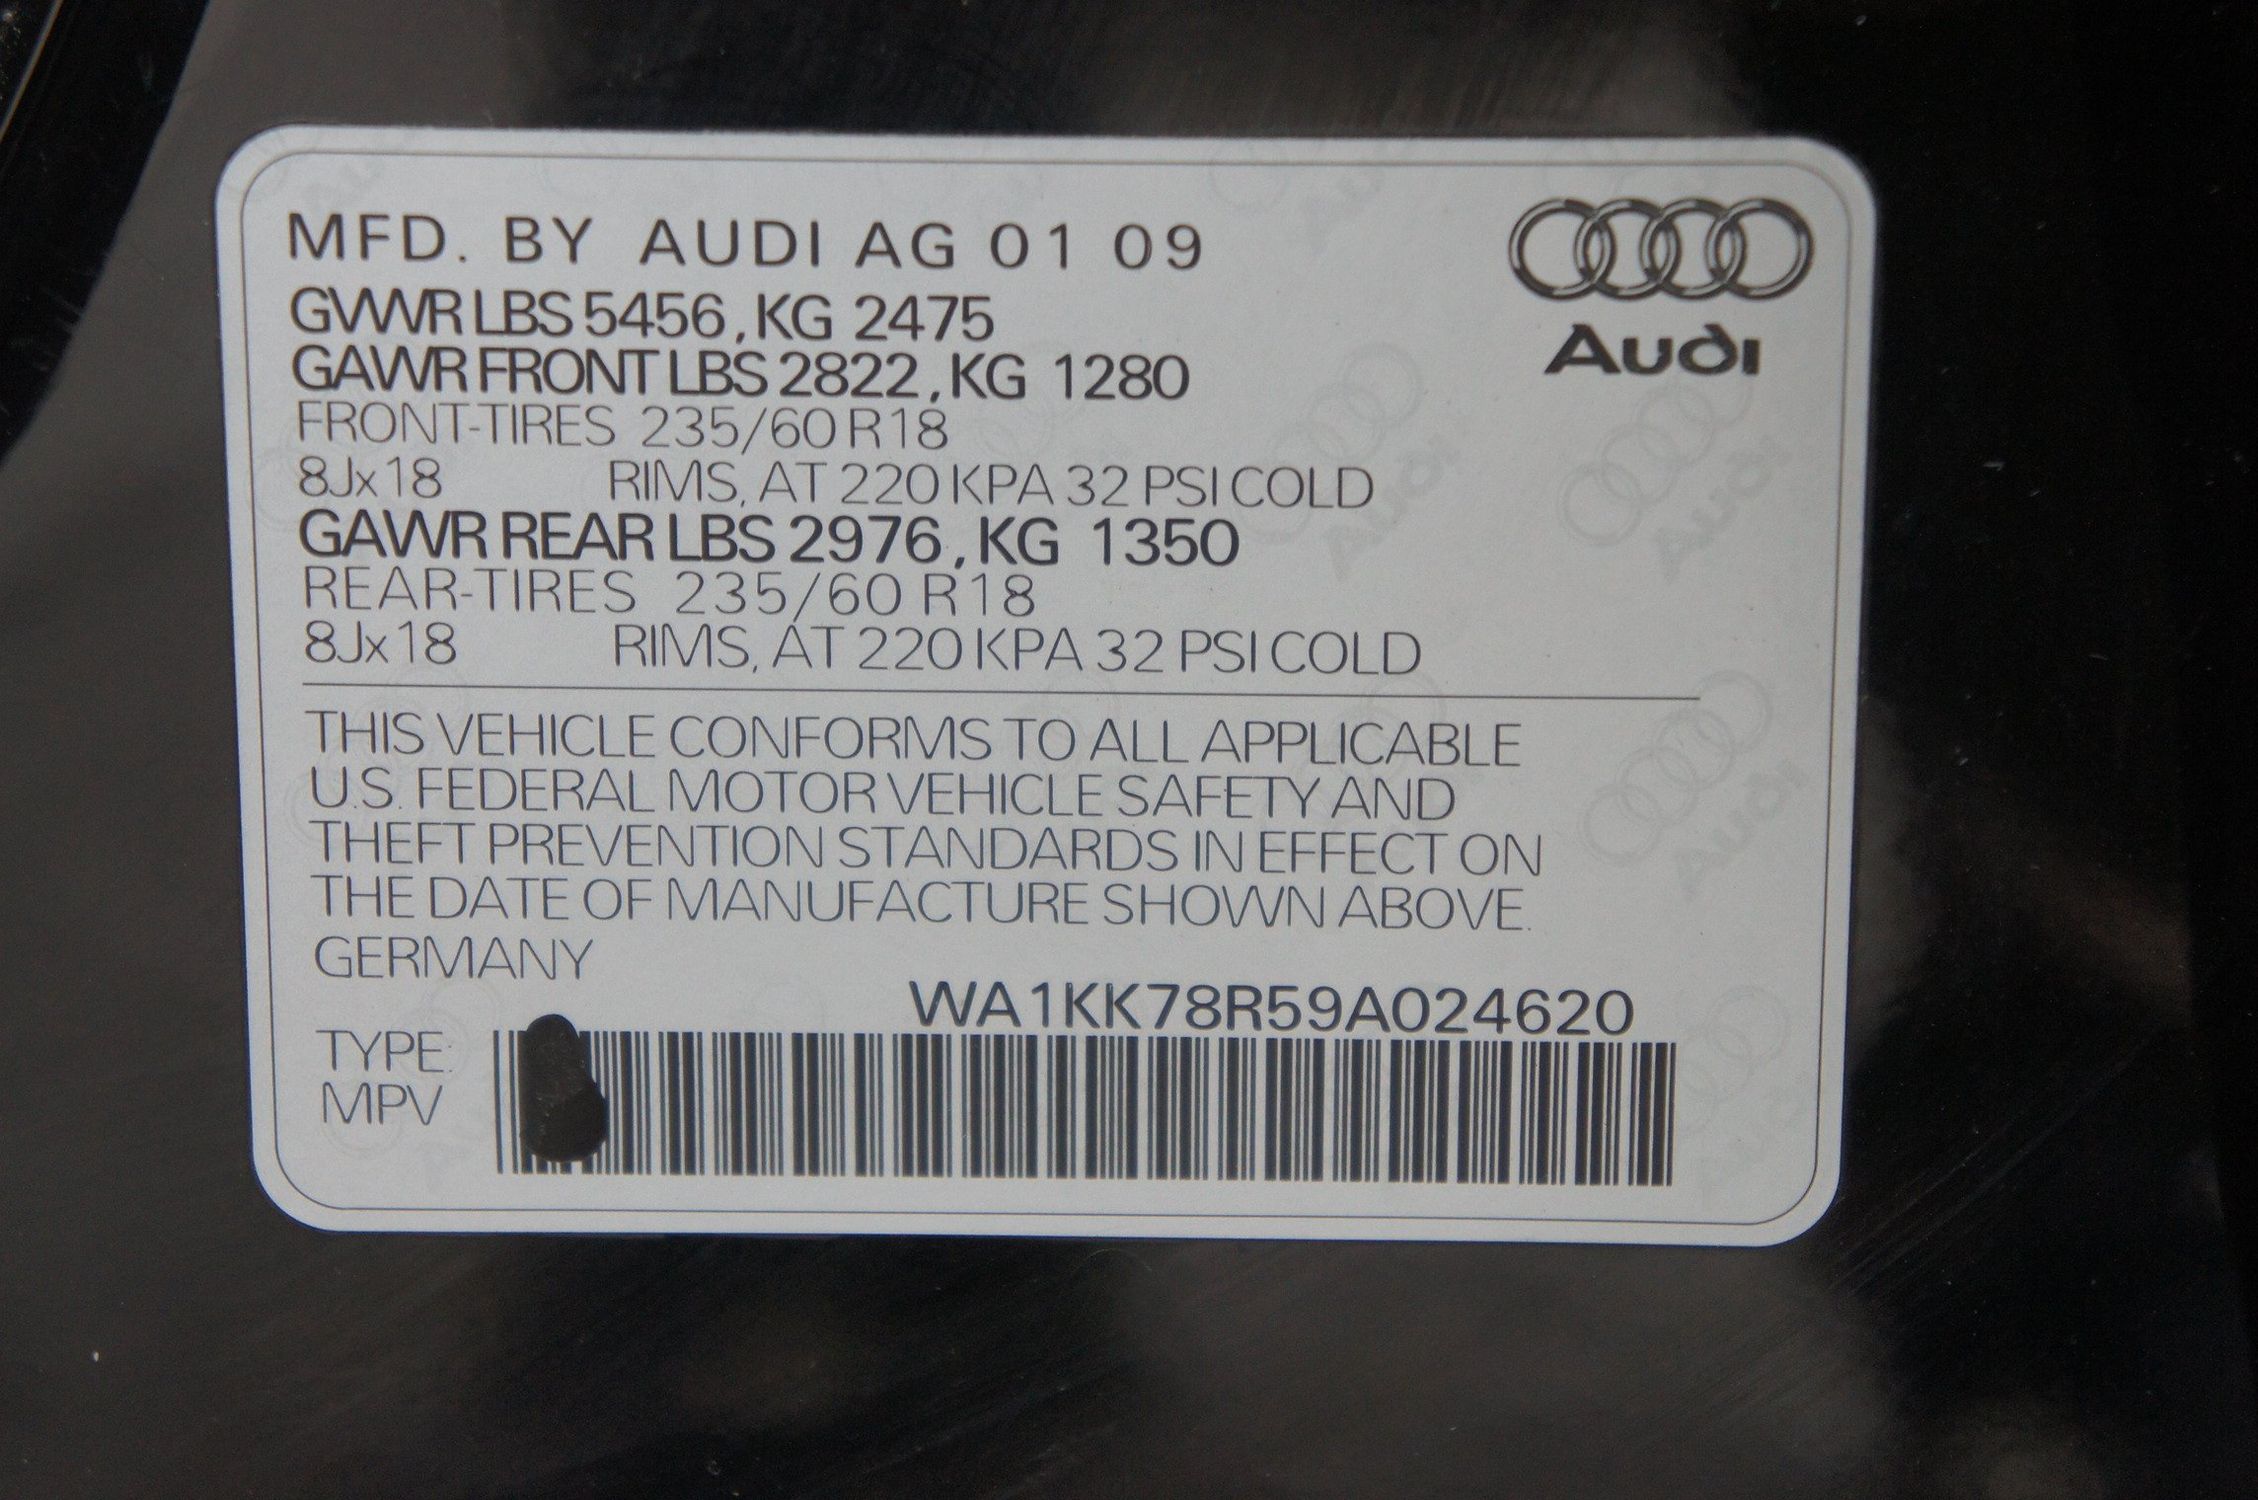 MFD. BY AUDI AG 01 09
GVWR LBS 5456, KG 2475
GAWR FRONT LBS 2822, KG 1280
FRONT-TIRES 235/60 R18
8Jx18 RIMS, AT 220 KPA 32 PSI COLD
GAWR REAR LBS 2976, KG 1350
REAR-TIRES 235/60 R18
8Jx18 RIMS, AT 220 KPA 32 PSI COLD
Audi
THIS VEHICLE CONFORMS TO ALL APPLICABLE
U.S. FEDERAL MOTOR VEHICLE SAFETY AND
THEFT PREVENTION STANDARDS IN EFFECT ON
THE DATE OF MANUFACTURE SHOWN ABOVE.
GERMANY
WA1KK78R59A024620
TYPE:
MPV